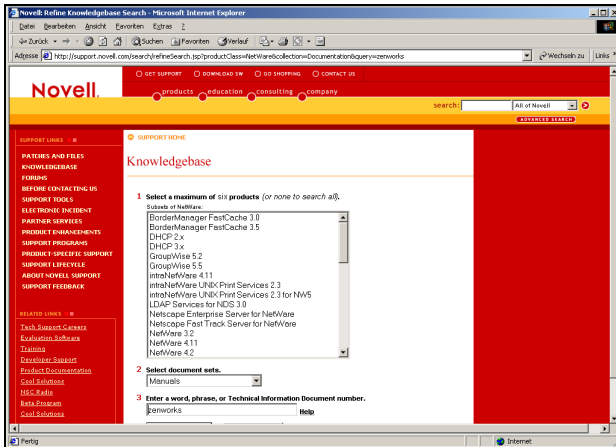 Novell: Refine Knowledgebase Search - Microsoft Internet Explorer
Datei Bearbeiten Ansicht Favoriten Extras ?
Zurück Suchen Favoriten Verlauf
Adresse http://support.novell.com/search/refineSearch.jsp?productClass=NetWare&collection=Documentation&query=zenworks Wechseln zu Links »
GET SUPPORT DOWNLOAD SW GO SHOPPING CONTACT US
Novell.
products education consulting company
search: All of Novell
ADVANCED SEARCH
SUPPORT LINKS
PATCHES AND FILES
KNOWLEDGEBASE
FORUMS
BEFORE CONTACTING US
SUPPORT TOOLS
ELECTRONIC INCIDENT
PARTNER SERVICES
PRODUCT ENHANCEMENTS
SUPPORT PROGRAMS
PRODUCT-SPECIFIC SUPPORT
SUPPORT LIFECYCLE
ABOUT NOVELL SUPPORT
SUPPORT FEEDBACK
RELATED LINKS
Tech Support Careers
Evaluation Software
Training
Developer Support
Product Documentation
Cool Solutions
NSC Radio
Beta Program
Cool Solutions
SUPPORT HOME
Knowledgebase
1 Select a maximum of six products (or none to search all).
Subsets of NetWare:
BorderManager FastCache 3.0
BorderManager FastCache 3.5
DHCP 2.x
DHCP 3.x
GroupWise 5.2
GroupWise 5.5
intraNetWare 4.11
intraNetWare UNIX Print Services 2.3
intraNetWare UNIX Print Services 2.3 for NW5
LDAP Services for NDS 3.0
Netscape Enterprise Server for NetWare
Netscape Fast Track Server for NetWare
NetWare 3.2
NetWare 4.11
NetWare 4.2
2 Select document sets.
Manuals
3 Enter a word, phrase, or Technical Information Document number.
zenworks Help
Fertig Internet